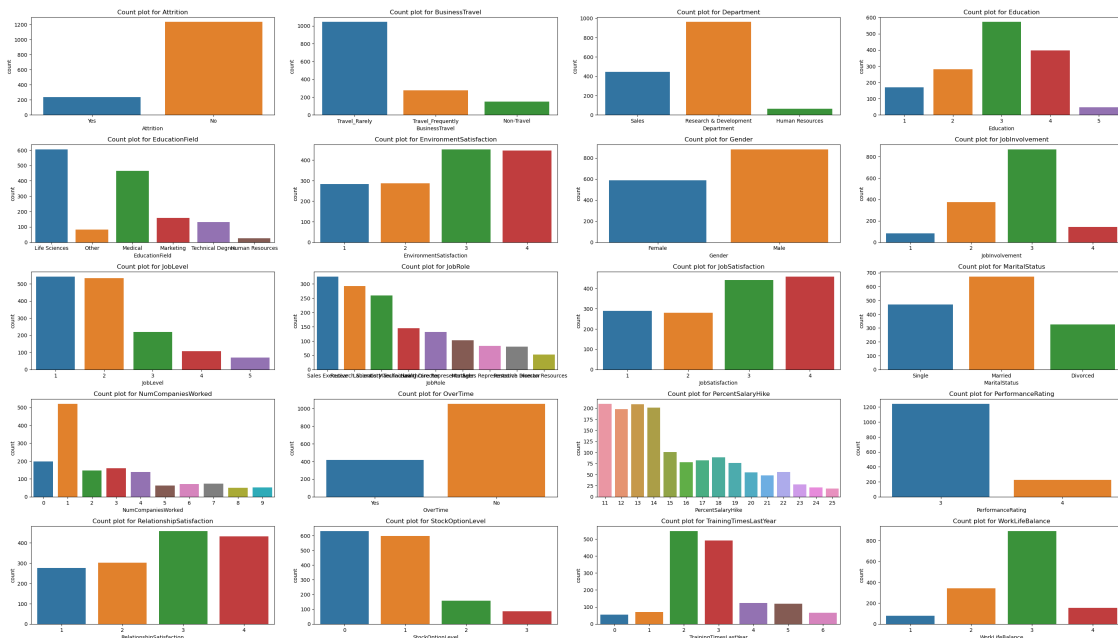 Count plot for Attrition
count
1200
1000
800
600
400
200
0
Yes No
Attrition
Count plot for BusinessTravel
count
1000
800
600
400
200
0
Travel_Rarely Travel_Frequently Non-Travel
BusinessTravel
Count plot for Department
count
1000
800
600
400
200
0
Sales Research & Development Human Resources
Department
Count plot for Education
count
600
500
400
300
200
100
0
1 2 3 4 5
Education
Count plot for EducationField
count
600
500
400
300
200
100
0
Life Sciences Other Medical Marketing Technical Degree Human Resources
EducationField
Count plot for EnvironmentSatisfaction
count
400
300
200
100
0
1 2 3 4
EnvironmentSatisfaction
Count plot for Gender
count
800
600
400
200
0
Female Male
Gender
Count plot for JobInvolvement
count
800
600
400
200
0
1 2 3 4
JobInvolvement
Count plot for JobLevel
count
500
400
300
200
100
0
1 2 3 4 5
JobLevel
Count plot for JobRole
count
300
250
200
150
100
50
0
JobRole
Count plot for JobSatisfaction
count
400
300
200
100
0
1 2 3 4
JobSatisfaction
Count plot for MaritalStatus
count
700
600
500
400
300
200
100
0
Single Married Divorced
MaritalStatus
Count plot for NumCompaniesWorked
count
500
400
300
200
100
0
0 1 2 3 4 5 6 7 8 9
NumCompaniesWorked
Count plot for OverTime
count
1000
800
600
400
200
0
Yes No
OverTime
Count plot for PercentSalaryHike
count
200
175
150
125
100
75
50
25
0
11 12 13 14 15 16 17 18 19 20 21 22 23 24 25
PercentSalaryHike
Count plot for PerformanceRating
count
1200
1000
800
600
400
200
0
3 4
PerformanceRating
Count plot for RelationshipSatisfaction
count
400
300
200
100
0
1 2 3 4
RelationshipSatisfaction
Count plot for StockOptionLevel
count
600
500
400
300
200
100
0
0 1 2 3
StockOptionLevel
Count plot for TrainingTimesLastYear
count
500
400
300
200
100
0
0 1 2 3 4 5 6
TrainingTimesLastYear
Count plot for WorkLifeBalance
count
800
600
400
200
0
1 2 3 4
WorkLifeBalance